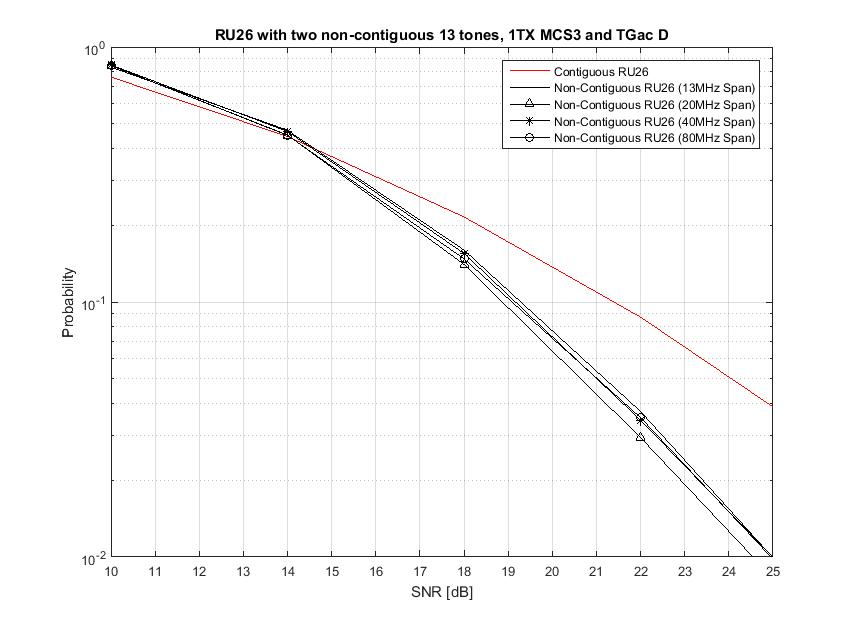 RU26 with two non-contiguous 13 tones, 1TX MCS3 and TGac D
Contiguous RU26
Non-Contiguous RU26 (13MHz Span)
Non-Contiguous RU26 (20MHz Span)
Non-Contiguous RU26 (40MHz Span)
Non-Contiguous RU26 (80MHz Span)
10^0
10^-1
10^-2
Probability
10 11 12 13 14 15 16 17 18 19 20 21 22 23 24 25
SNR [dB]